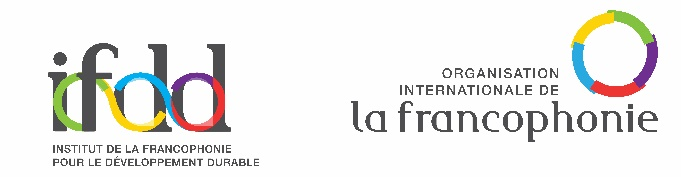 ifdd
INSTITUT DE LA FRANCOPHONIE
POUR LE DÉVELOPPEMENT DURABLE
ORGANISATION
INTERNATIONALE DE
la francophonie